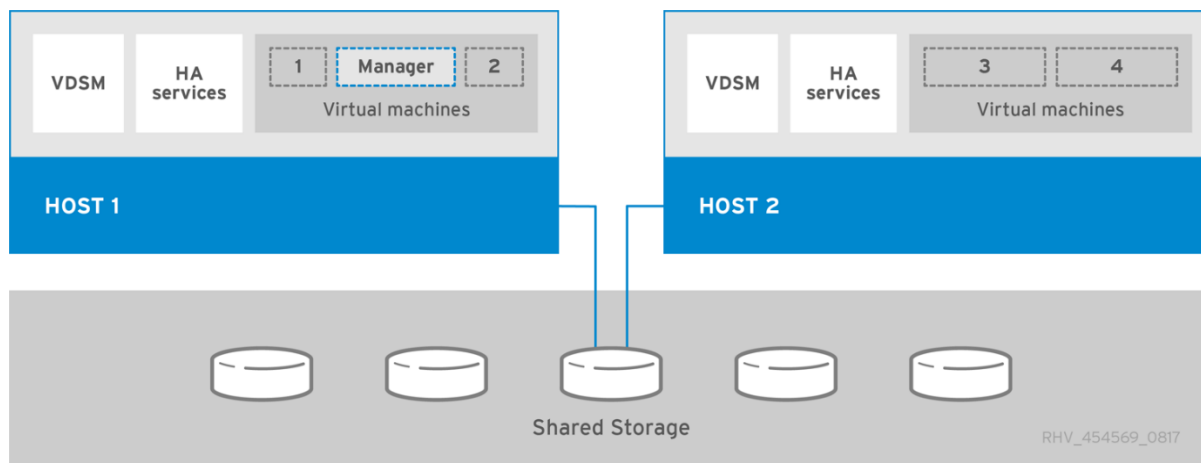 VDSM
HA
services
1
Manager
2
Virtual machines
HOST 1
VDSM
HA
services
3
4
Virtual machines
HOST 2
Shared Storage
RHV_454569_0817